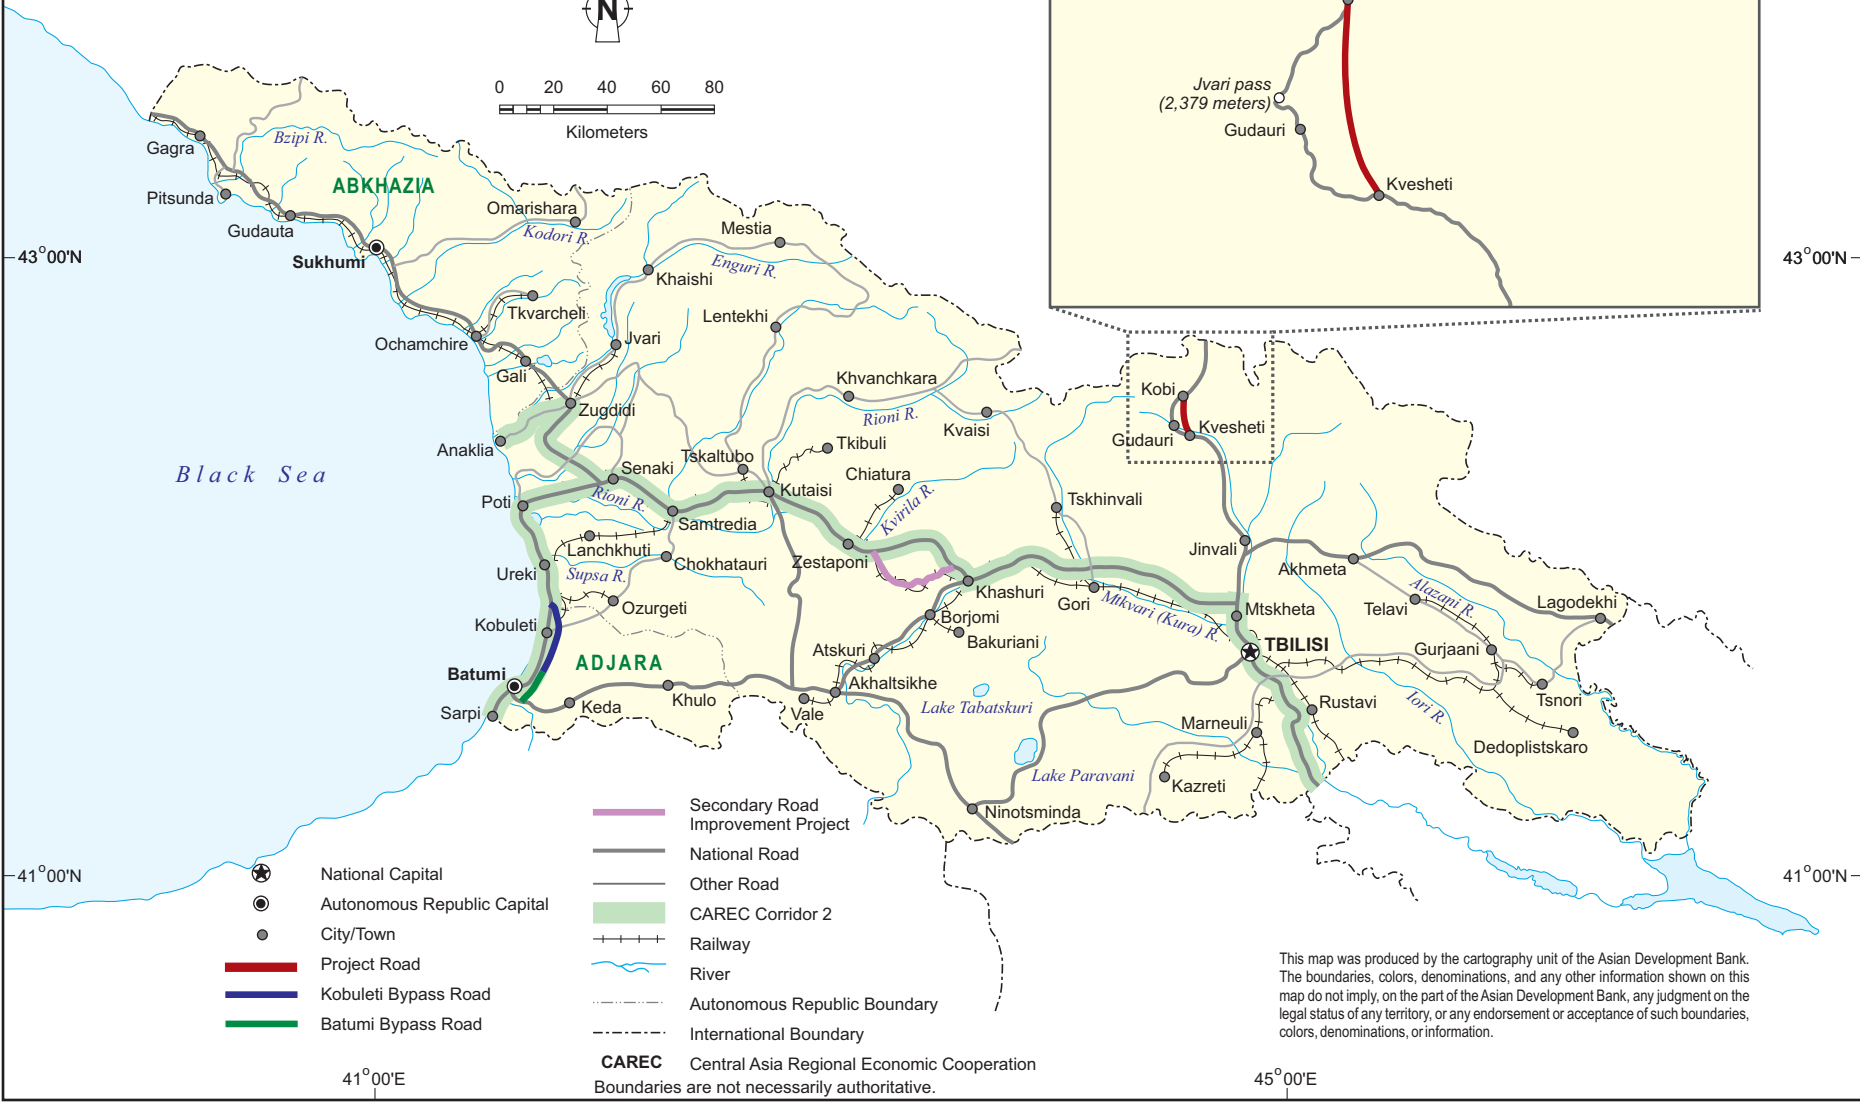 N
0 20 40 60 80
Kilometers
Jvari pass
(2,379 meters)
Gudauri
Kvesheti
Gagra
Bzipi R.
Pitsunda
ABKHAZIA
Gudauta
Omarishara
Kodori R.
Mestia
Sukhumi
43°00'N
43°00'N
Enguri R.
Khaishi
Tkvarcheli
Lentekhi
Ochamchire
Jvari
Gali
Khvanchkara
Kobi
Zugdidi
Rioni R.
Kvaisi
Kvesheti
Gudauri
Anaklia
Tkibuli
Tskaltubo
Senaki
Chiatura
Black Sea
Kutaisi
Rioni R.
Kvirila R.
Tskhinvali
Poti
Samtredia
Lanchkhuti
Jinvali
Chokhatauri
Zestaponi
Akhmeta
Ureki
Supsa R.
Khashuri
Gori
Mtkvari (Kura) R.
Alazani R.
Lagodekhi
Telavi
Ozurgeti
Mtskheta
Borjomi
Kobuleti
Bakuriani
TBILISI
Atskuri
Gurjaani
ADJARA
Batumi
Akhaltsikhe
Khulo
Keda
Vale
Lake Tabatskuri
Rustavi
Tsnori
Iori R.
Sarpi
Marneuli
Dedoplistskaro
Lake Paravani
Kazreti
Ninotsminda
41°00'N
41°00'N
National Capital
Autonomous Republic Capital
City/Town
Project Road
Kobuleti Bypass Road
Batumi Bypass Road
Secondary Road
Improvement Project
National Road
Other Road
CAREC Corridor 2
Railway
River
Autonomous Republic Boundary
International Boundary
CAREC Central Asia Regional Economic Cooperation
Boundaries are not necessarily authoritative.
This map was produced by the cartography unit of the Asian Development Bank.
The boundaries, colors, denominations, and any other information shown on this
map do not imply, on the part of the Asian Development Bank, any judgment on the
legal status of any territory, or any endorsement or acceptance of such boundaries,
colors, denominations, or information.
41°00'E
45°00'E